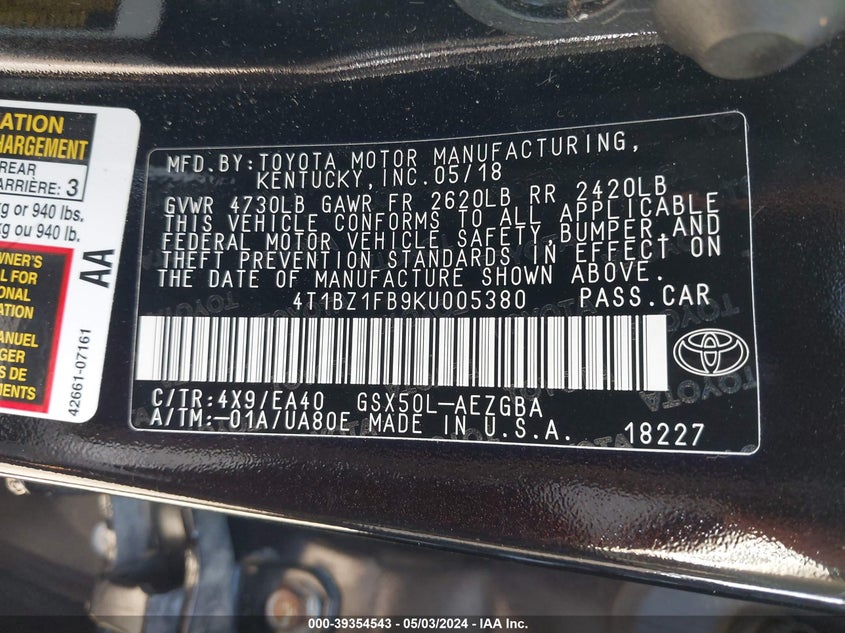 ATION
HARGEMENT
REAR
ARRIÈRE: 3
kg or 940 lbs.
kg ou 940 lb.
OWNER'S
L FOR
ONAL
ATION
ANUEL
GER
MENTS
AA
42661-07161
MFD.BY:TOYOTA MOTOR MANUFACTURING,
KENTUCKY,INC.05/18
GVWR 4730LB GAWR FR 2620LB RR 2420LB
THIS VEHICLE CONFORMS TO ALL APPLICABLE
FEDERAL MOTOR VEHICLE SAFETY,BUMPER,AND
THEFT PREVENTION STANDARDS IN EFFECT ON
THE DATE OF MANUFACTURE SHOWN ABOVE.
4T1BZ1FB9KU005380 PASS.CAR
C/TR:4X9/EA40 GSX50L-AEZGBA
A/TM:-01A/UA80E MADE IN U.S.A. 18227
000-39354543 - 05/03/2024 - IAA Inc.